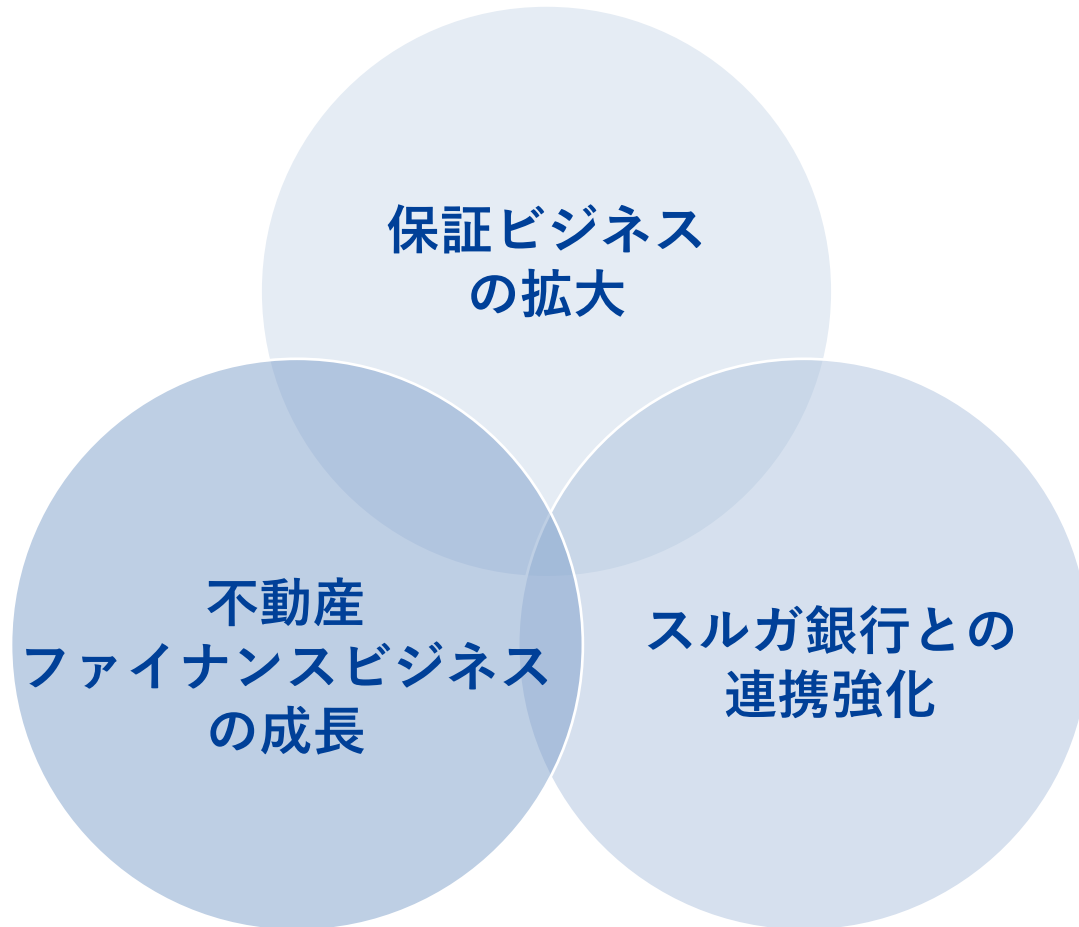 保証ビジネス
の拡大
不動産
ファイナンスビジネス
の成長
スルガ銀行との
連携強化